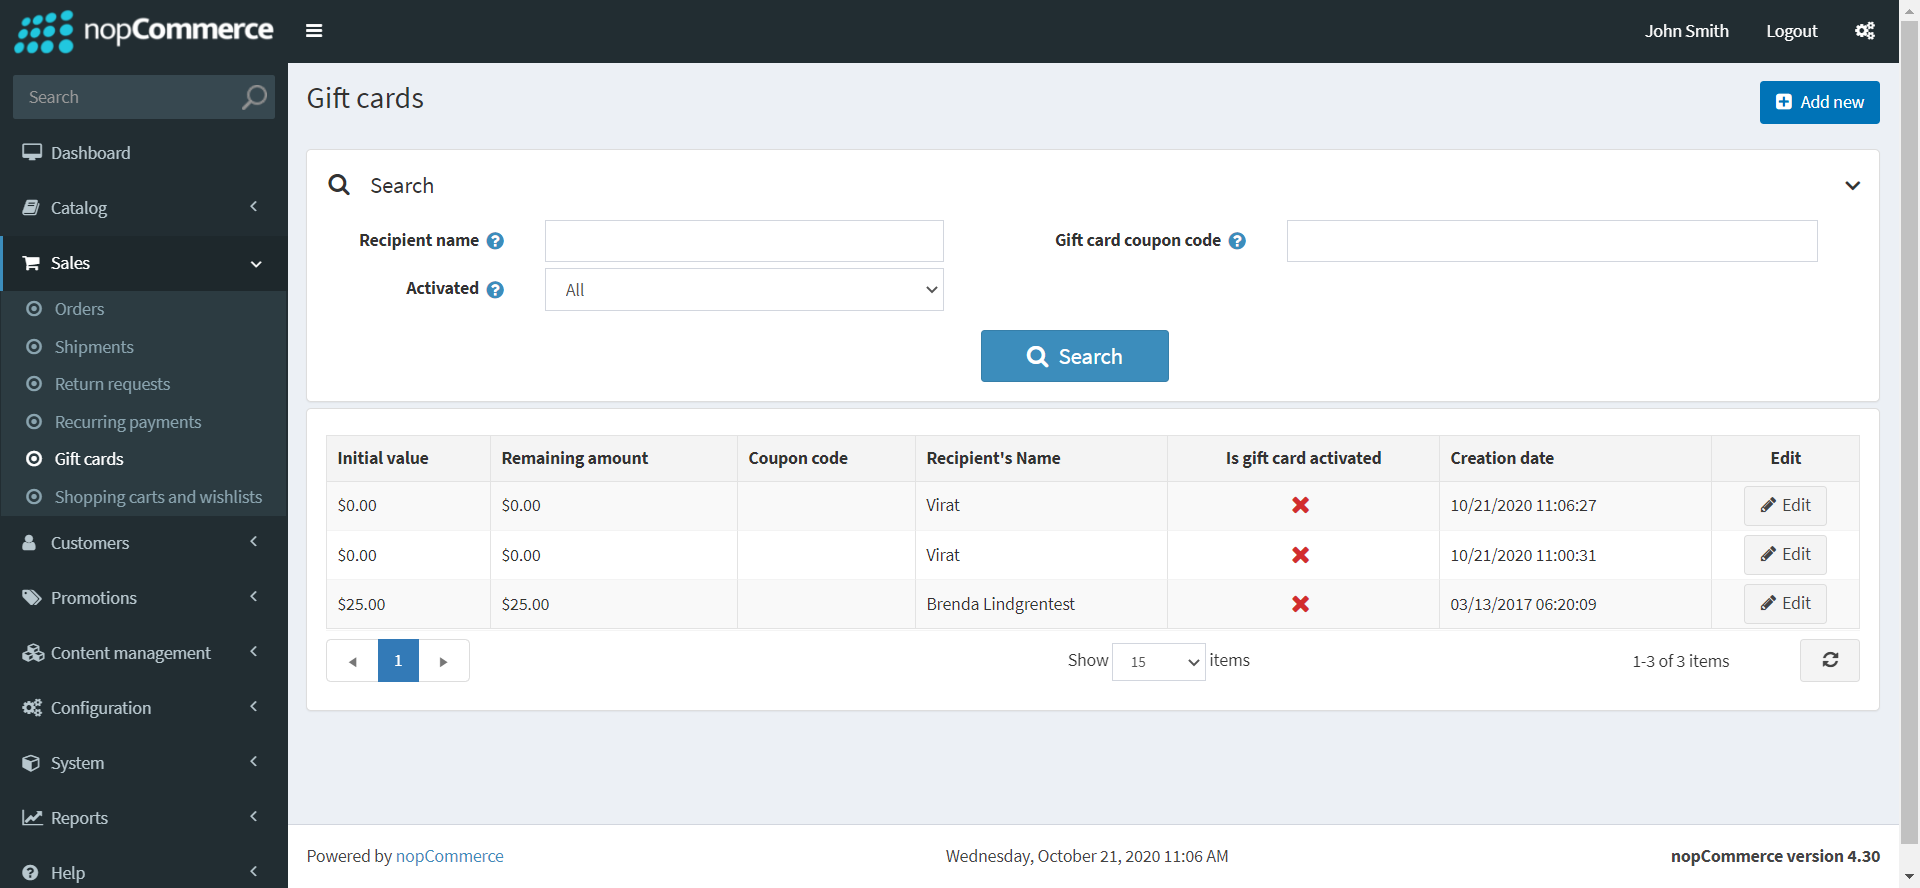 nopCommerce
John Smith
Logout
Search
Dashboard
Catalog
Sales
Orders
Shipments
Return requests
Recurring payments
Gift cards
Shopping carts and wishlists
Customers
Promotions
Content management
Configuration
System
Reports
Help
Gift cards
Add new
Search
Recipient name
Gift card coupon code
Activated
All
Search
Initial value Remaining amount Coupon code Recipient's Name Is gift card activated Creation date Edit
$0.00 $0.00 Virat 10/21/2020 11:06:27 Edit
$0.00 $0.00 Virat 10/21/2020 11:00:31 Edit
$25.00 $25.00 Brenda Lindgrentest 03/13/2017 06:20:09 Edit
1 Show 15 items 1-3 of 3 items
Powered by nopCommerce Wednesday, October 21, 2020 11:06 AM nopCommerce version 4.30